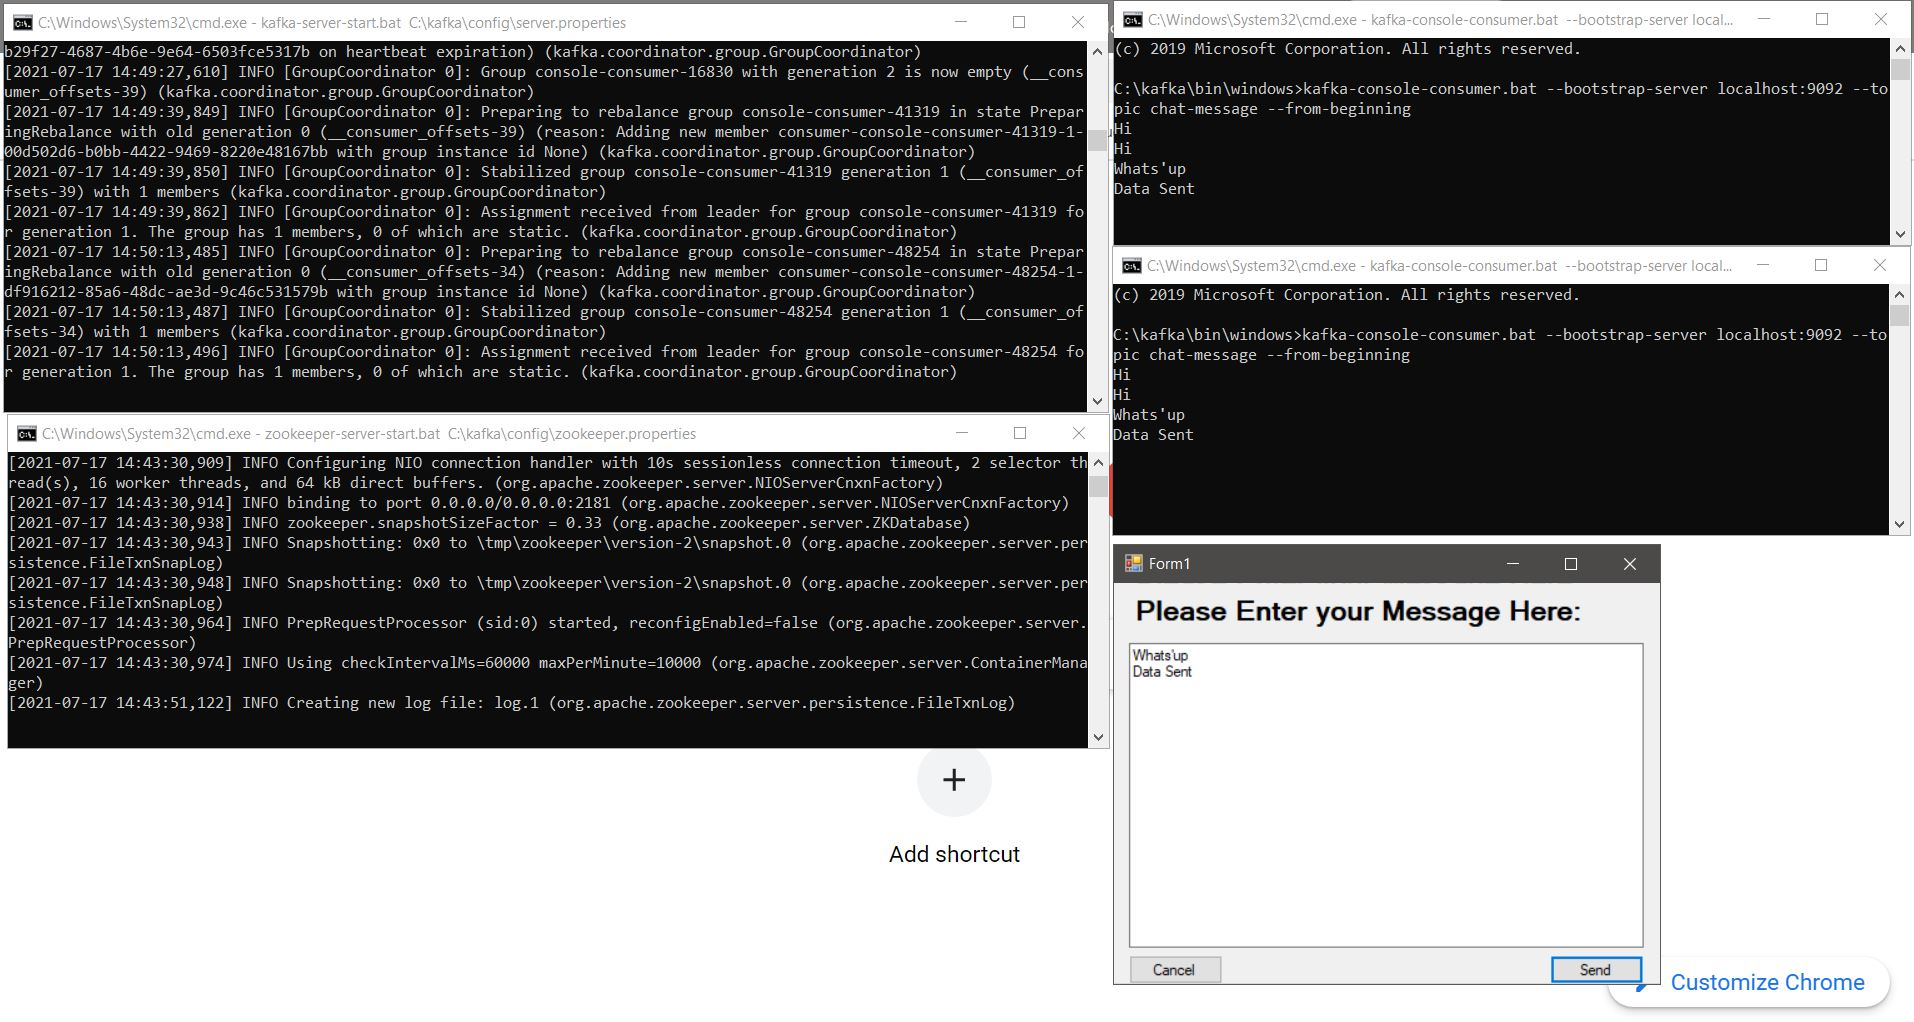 C:\Windows\System32\cmd.exe - kafka-server-start.bat  C:\kafka\config\server.properties
b29f27-4687-4b6e-9e64-6503fce5317b on heartbeat expiration) (kafka.coordinator.group.GroupCoordinator)
[2021-07-17 14:49:27,610] INFO [GroupCoordinator 0]: Group console-consumer-16830 with generation 2 is now empty (__cons
umer_offsets-39) (kafka.coordinator.group.GroupCoordinator)
[2021-07-17 14:49:39,849] INFO [GroupCoordinator 0]: Preparing to rebalance group console-consumer-41319 in state Prepar
ingRebalance with old generation 0 (__consumer_offsets-39) (reason: Adding new member consumer-console-consumer-41319-1-
00d502d6-b0bb-4422-9469-8220e48167bb with group instance id None) (kafka.coordinator.group.GroupCoordinator)
[2021-07-17 14:49:39,850] INFO [GroupCoordinator 0]: Stabilized group console-consumer-41319 generation 1 (__consumer_of
fsets-39) with 1 members (kafka.coordinator.group.GroupCoordinator)
[2021-07-17 14:49:39,862] INFO [GroupCoordinator 0]: Assignment received from leader for group console-consumer-41319 fo
r generation 1. The group has 1 members, 0 of which are static. (kafka.coordinator.group.GroupCoordinator)
[2021-07-17 14:50:13,485] INFO [GroupCoordinator 0]: Preparing to rebalance group console-consumer-48254 in state Prepar
ingRebalance with old generation 0 (__consumer_offsets-34) (reason: Adding new member consumer-console-consumer-48254-1-
df916212-85a6-48dc-ae3d-9c46c531579b with group instance id None) (kafka.coordinator.group.GroupCoordinator)
[2021-07-17 14:50:13,487] INFO [GroupCoordinator 0]: Stabilized group console-consumer-48254 generation 1 (__consumer_of
fsets-34) with 1 members (kafka.coordinator.group.GroupCoordinator)
[2021-07-17 14:50:13,496] INFO [GroupCoordinator 0]: Assignment received from leader for group console-consumer-48254 fo
r generation 1. The group has 1 members, 0 of which are static. (kafka.coordinator.group.GroupCoordinator)
C:\Windows\System32\cmd.exe - zookeeper-server-start.bat  C:\kafka\config\zookeeper.properties
[2021-07-17 14:43:30,909] INFO Configuring NIO connection handler with 10s sessionless connection timeout, 2 selector th
read(s), 16 worker threads, and 64 kB direct buffers. (org.apache.zookeeper.server.NIOServerCnxnFactory)
[2021-07-17 14:43:30,914] INFO binding to port 0.0.0.0/0.0.0.0:2181 (org.apache.zookeeper.server.NIOServerCnxnFactory)
[2021-07-17 14:43:30,938] INFO zookeeper.snapshotSizeFactor = 0.33 (org.apache.zookeeper.server.ZKDatabase)
[2021-07-17 14:43:30,943] INFO Snapshotting: 0x0 to \tmp\zookeeper\version-2\snapshot.0 (org.apache.zookeeper.server.per
sistence.FileTxnSnapLog)
[2021-07-17 14:43:30,948] INFO Snapshotting: 0x0 to \tmp\zookeeper\version-2\snapshot.0 (org.apache.zookeeper.server.per
sistence.FileTxnSnapLog)
[2021-07-17 14:43:30,964] INFO PrepRequestProcessor (sid:0) started, reconfigEnabled=false (org.apache.zookeeper.server.
PrepRequestProcessor)
[2021-07-17 14:43:30,974] INFO Using checkIntervalMs=60000 maxPerMinute=10000 (org.apache.zookeeper.server.ContainerMana
ger)
[2021-07-17 14:43:51,122] INFO Creating new log file: log.1 (org.apache.zookeeper.server.persistence.FileTxnLog)
Add shortcut
C:\Windows\System32\cmd.exe - kafka-console-consumer.bat  --bootstrap-server local...
(c) 2019 Microsoft Corporation. All rights reserved.
C:\kafka\bin\windows>kafka-console-consumer.bat --bootstrap-server localhost:9092 --to
pic chat-message --from-beginning
Hi
Hi
Whats'up
Data Sent
C:\Windows\System32\cmd.exe - kafka-console-consumer.bat  --bootstrap-server local...
(c) 2019 Microsoft Corporation. All rights reserved.
C:\kafka\bin\windows>kafka-console-consumer.bat --bootstrap-server localhost:9092 --to
pic chat-message --from-beginning
Hi
Hi
Whats'up
Data Sent
Form1
Please Enter your Message Here:
Whats'up
Data Sent
Cancel
Send
Customize Chrome